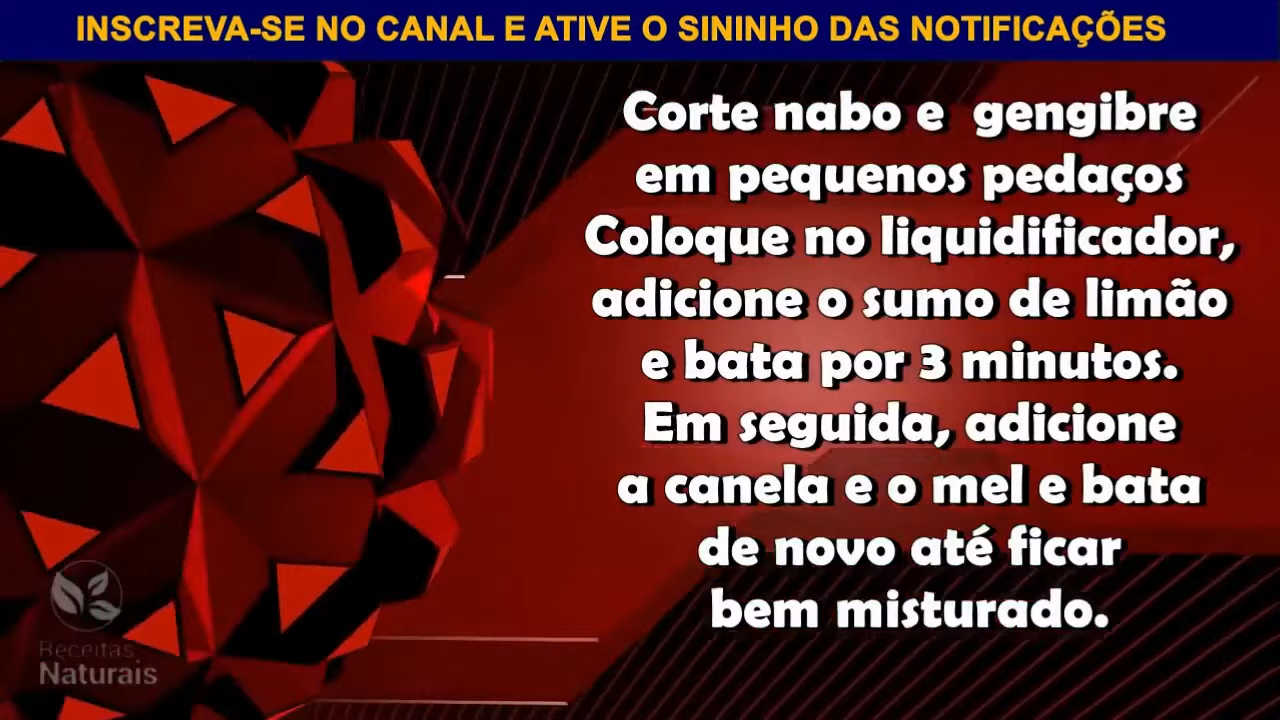 INSCREVA-SE NO CANAL E ATIVE O SININHO DAS NOTIFICAÇÕES
Corte nabo e gengibre
em pequenos pedaços
Coloque no liquidificador,
adicione o sumo de limão
e bata por 3 minutos.
Em seguida, adicione
a canela e o mel e bata
de novo até ficar
bem misturado.
Receitas
Naturais